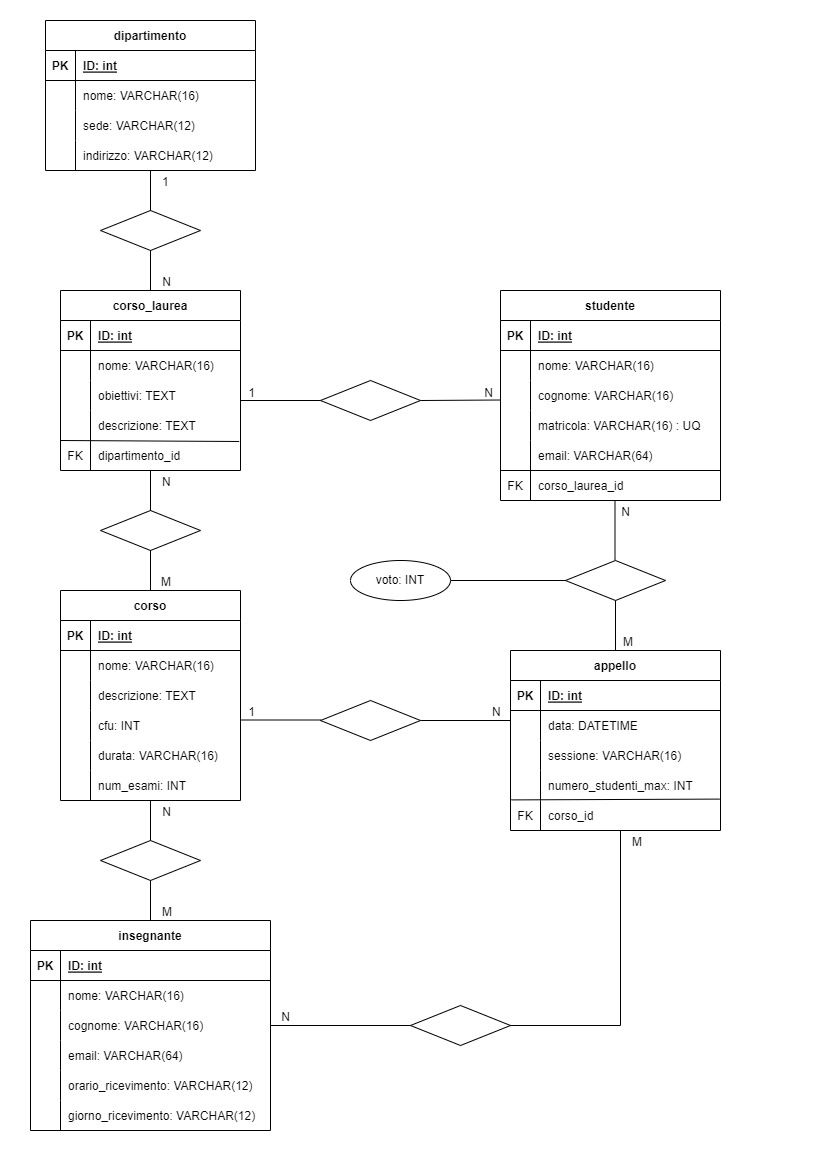 dipartimento
PK ID: int
nome: VARCHAR(16)
sede: VARCHAR(12)
indirizzo: VARCHAR(12)
1
N
corso_laurea
PK ID: int
nome: VARCHAR(16)
obiettivi: TEXT
descrizione: TEXT
FK dipartimento_id
1
N
studente
PK ID: int
nome: VARCHAR(16)
cognome: VARCHAR(16)
matricola: VARCHAR(16) : UQ
email: VARCHAR(64)
FK corso_laurea_id
N
M
N
voto: INT
M
corso
PK ID: int
nome: VARCHAR(16)
descrizione: TEXT
cfu: INT
durata: VARCHAR(16)
num_esami: INT
1
N
appello
PK ID: int
data: DATETIME
sessione: VARCHAR(16)
numero_studenti_max: INT
FK corso_id
N
M
M
insegnante
PK ID: int
nome: VARCHAR(16)
cognome: VARCHAR(16)
email: VARCHAR(64)
orario_ricevimento: VARCHAR(12)
giorno_ricevimento: VARCHAR(12)
N